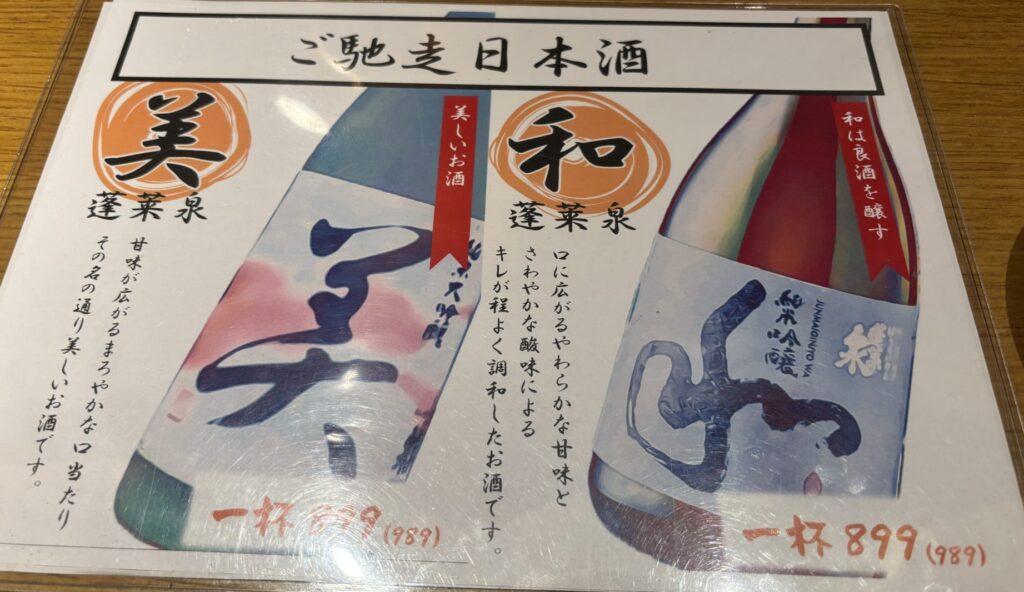 ご馳走日本酒
美
蓬莱泉
甘味が広がるまろやかな口当たり
その名の通り美しいお酒です。
美しいお酒
美
一杯 899 (989)
和
蓬莱泉
口に広がるやわらかな甘味と
さわやかな酸味による
キレが程よく調和したお酒です。
和は良酒を醸す
和
純米吟醸
JUNMAIGINJYO WA
一杯 899 (989)